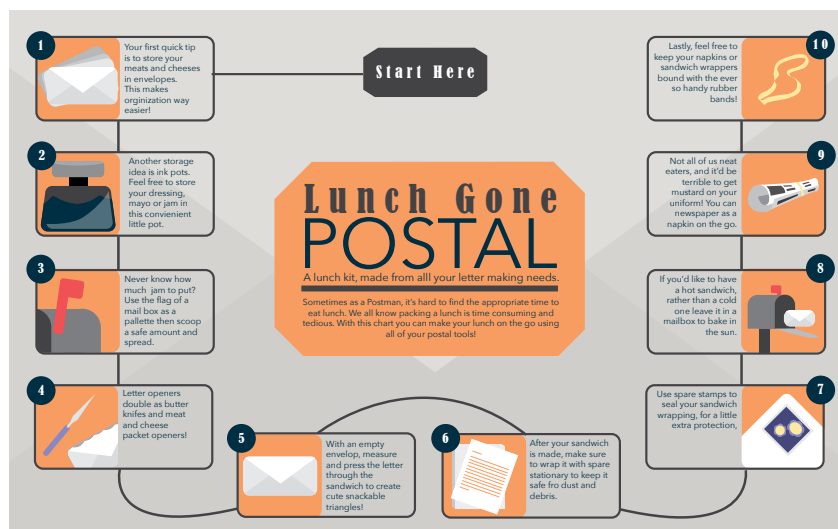 Start Here
Lunch Gone
POSTAL
A lunch kit, made from alll your letter making needs.
Sometimes as a Postman, it's hard to find the appropriate time to
eat lunch. We all know packing a lunch is time consuming and
tedious. With this chart you can make your lunch on the go using
all of your postal tools!
1
Your first quick tip
is to store your
meats and cheeses
in envelopes.
This makes
orginization way
easier!
2
Another storage
idea is ink pots.
Feel free to store
your dressing,
mayo or jam in
this convienient
little pot.
3
Never know how
much jam to put?
Use the flag of a
mail box as a
pallette then scoop
a safe amount and
spread.
4
Letter openers
double as butter
knifes and meat
and cheese
packet openers!
5
With an empty
envelop, measure
and press the letter
through the
sandwich to create
cute snackable
triangles!
6
After your sandwich
is made, make sure
to wrap it with spare
stationary to keep it
safe fro dust and
debris.
7
Use spare stamps to
seal your sandwich
wrapping, for a little
extra protection,
8
If you'd like to have
a hot sandwich,
rather than a cold
one leave it in a
mailbox to bake in
the sun.
9
Not all of us neat
eaters, and it'd be
terrible to get
mustard on your
uniform! You can
newspaper as a
napkin on the go.
10
Lastly, feel free to
keep your napkins or
sandwich wrappers
bound with the ever
so handy rubber
bands!